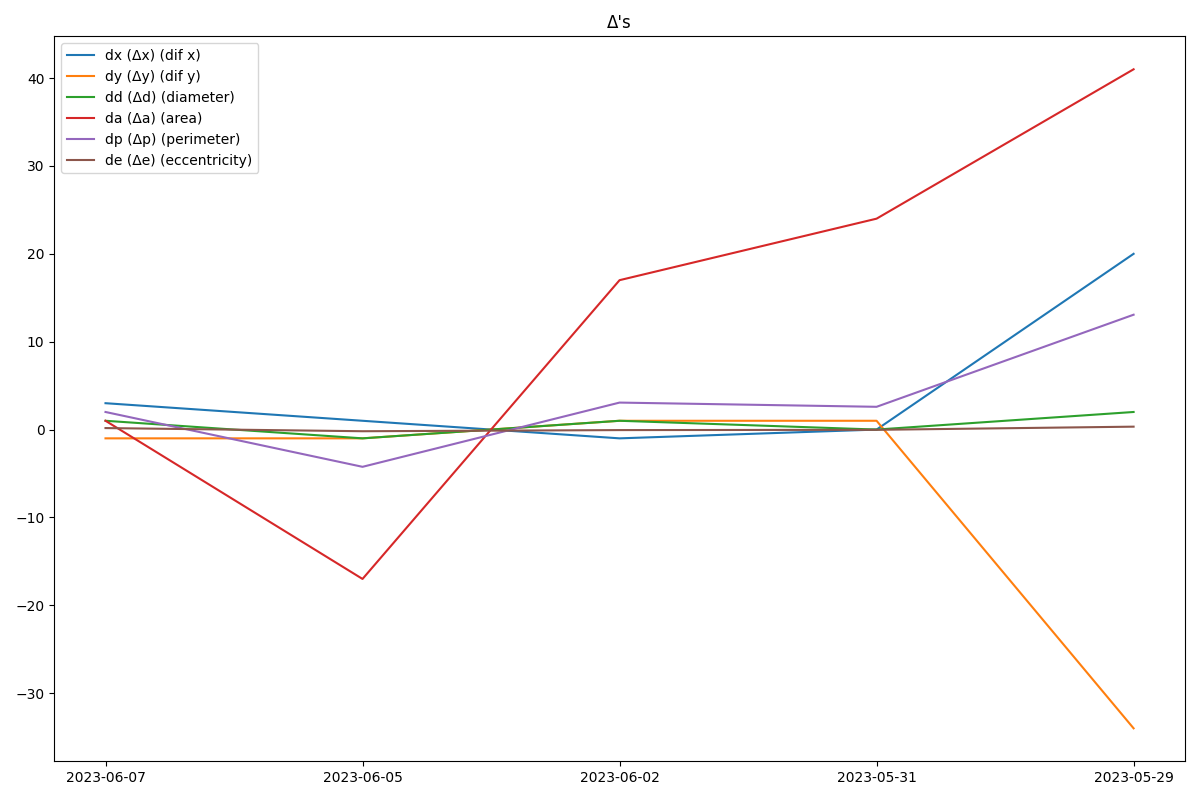 Δ's
dx (Δx) (dif x)
dy (Δy) (dif y)
dd (Δd) (diameter)
da (Δa) (area)
dp (Δp) (perimeter)
de (Δe) (eccentricity)
40
30
20
10
0
−10
−20
−30
2023-06-07 2023-06-05 2023-06-02 2023-05-31 2023-05-29